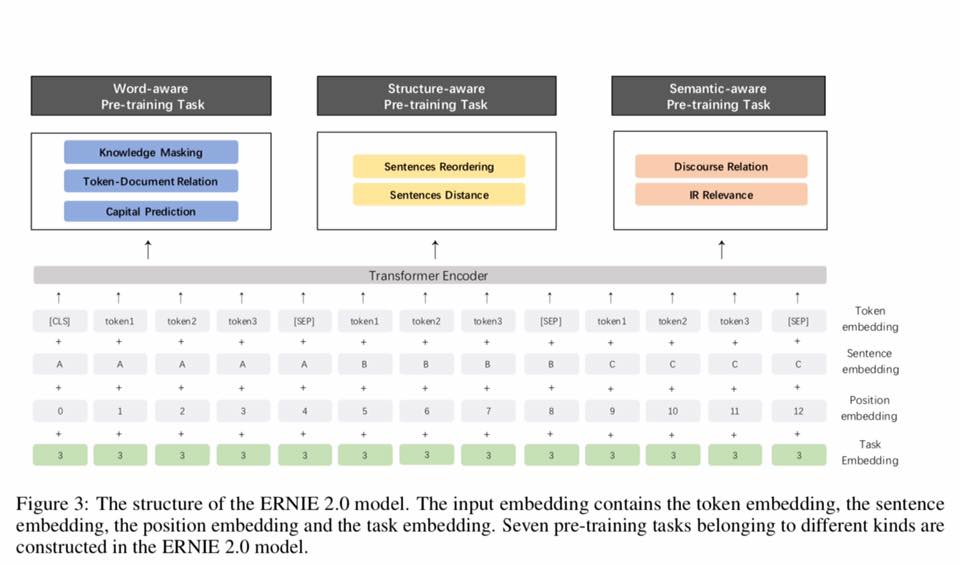 Word-aware
Pre-training Task
Structure-aware
Pre-training Task
Semantic-aware
Pre-training Task
Knowledge Masking
Token-Document Relation
Capital Prediction
Sentences Reordering
Sentences Distance
Discourse Relation
IR Relevance
Transformer Encoder
[CLS] token1 token2 token3 [SEP] token1 token2 token3 [SEP] token1 token2 token3 [SEP]
Token
embedding
+ + + + + + + + + + + + +
A A A A A B B B B C C C C
Sentence
embedding
+ + + + + + + + + + + + +
0 1 2 3 4 5 6 7 8 9 10 11 12
Position
embedding
+ + + + + + + + + + + + +
3 3 3 3 3 3 3 3 3 3 3 3 3
Task
Embedding
Figure 3: The structure of the ERNIE 2.0 model. The input embedding contains the token embedding, the sentence
embedding, the position embedding and the task embedding. Seven pre-training tasks belonging to different kinds are
constructed in the ERNIE 2.0 model.